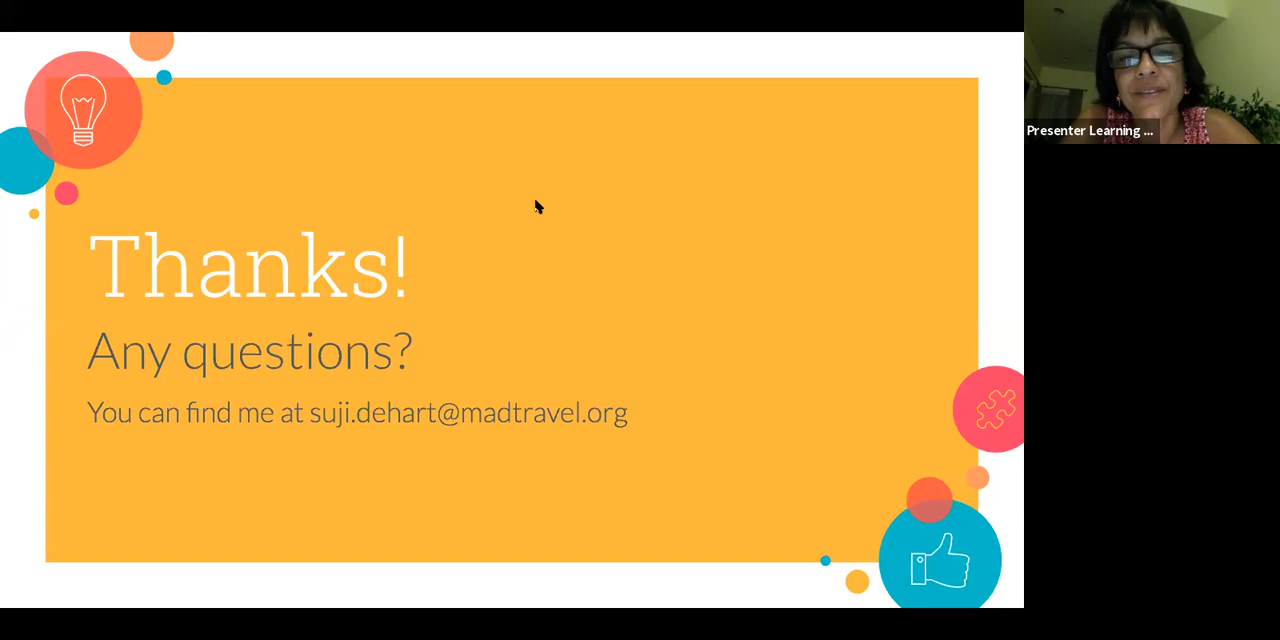 Thanks!
Any questions?
You can find me at suji.dehart@madtravel.org
Presenter Learning ...